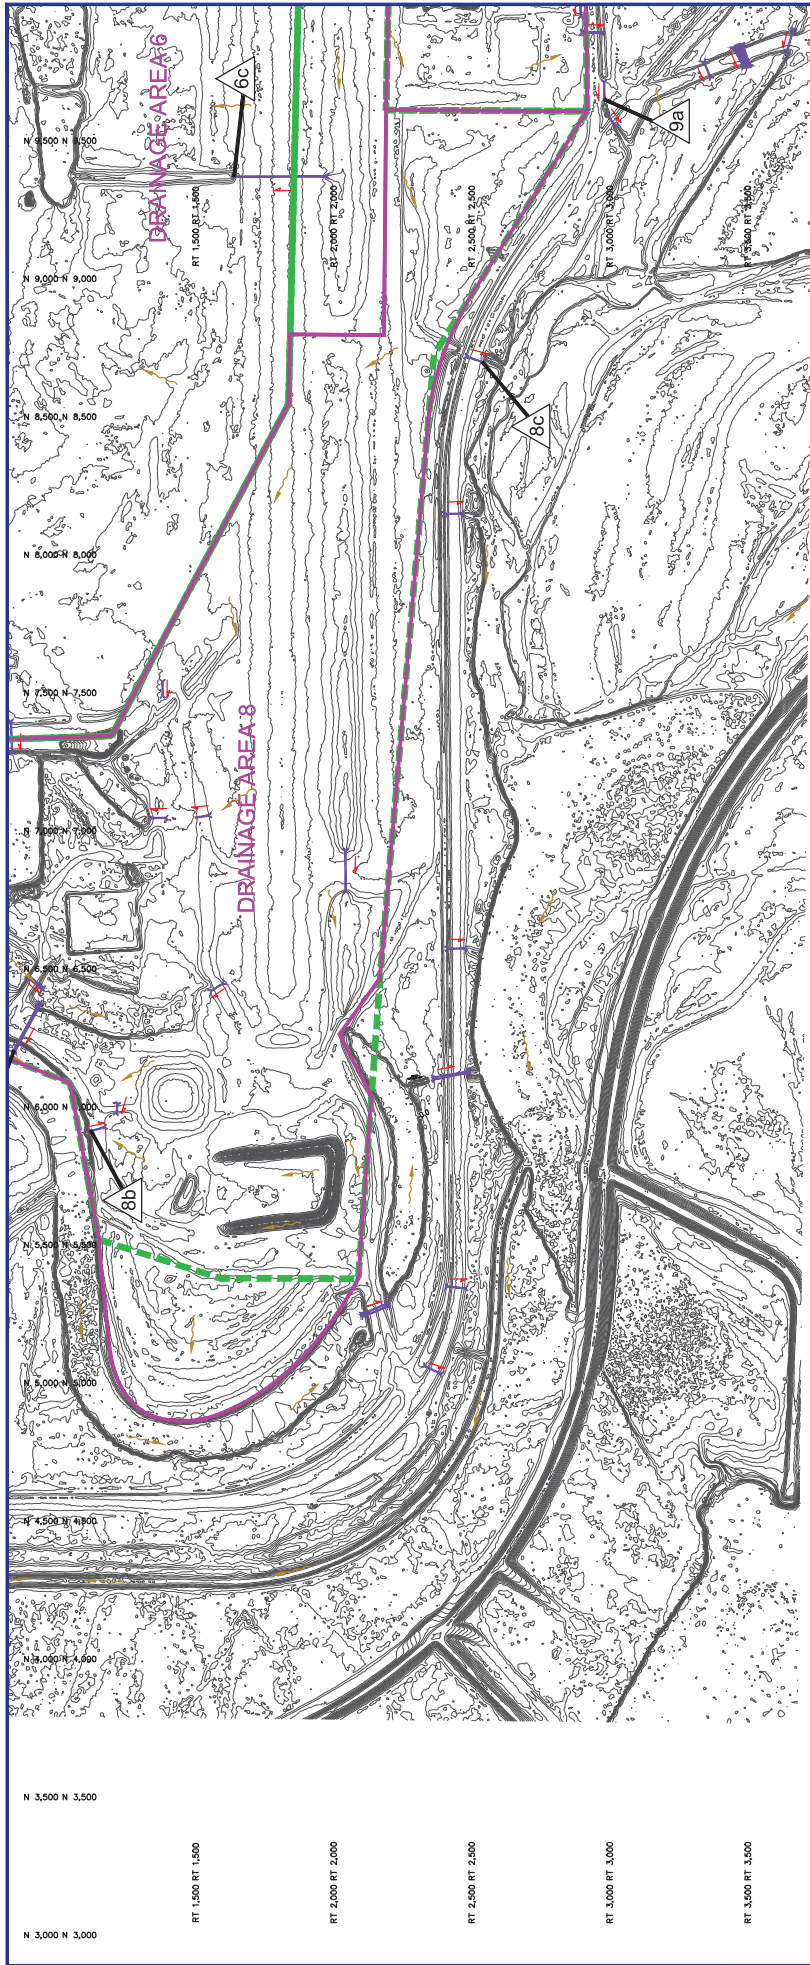 DRAINAGE AREA 6
6c
9a
N 9,500 N 9,500
RT 1,500 RT 1,500
RT 2,000 RT 2,000
RT 2,500 RT 2,500
RT 3,000 RT 3,000
RT 3,500 RT 3,500
N 9,000 N 9,000
N 8,500 N 8,500
8c
N 8,000 N 8,000
N 7,500 N 7,500
DRAINAGE AREA 8
N 7,000 N 7,000
N 6,500 N 6,500
N 6,000 N 6,000
8b
N 5,500 N 5,500
N 5,000 N 5,000
N 4,500 N 4,500
N 4,000 N 4,000
N 3,500 N 3,500
RT 1,500 RT 1,500
RT 2,000 RT 2,000
RT 2,500 RT 2,500
RT 3,000 RT 3,000
RT 3,500 RT 3,500
N 3,000 N 3,000